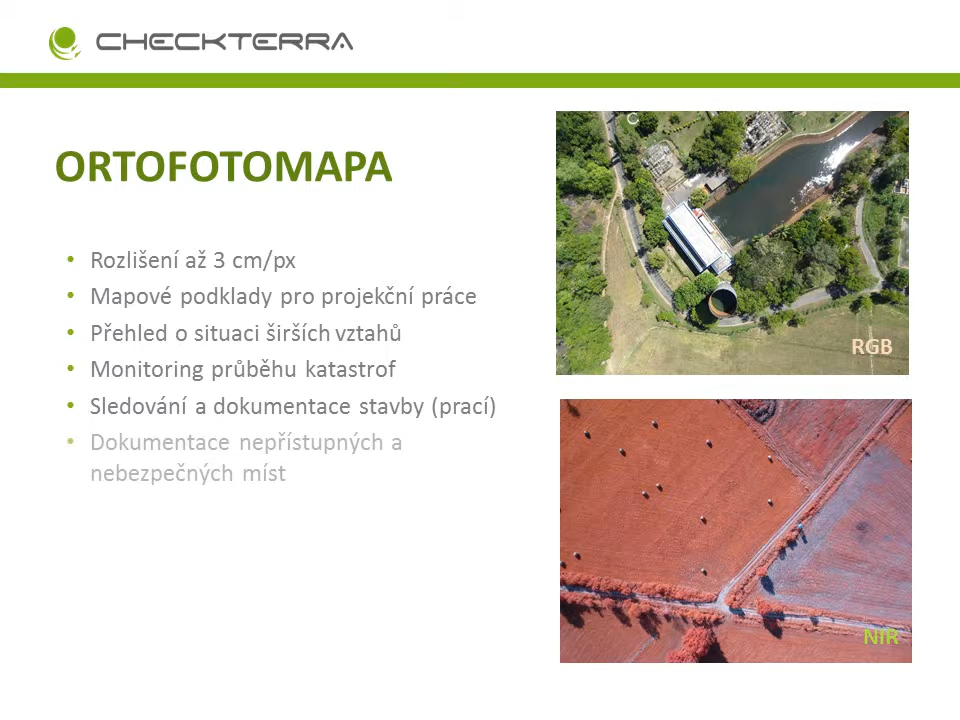 CHECKTERRA
ORTOFOTOMAPA
• Rozlišení až 3 cm/px
• Mapové podklady pro projekční práce
• Přehled o situaci širších vztahů
• Monitoring průběhu katastrof
• Sledování a dokumentace stavby (prací)
• Dokumentace nepřístupných a
nebezpečných míst
RGB
NIR